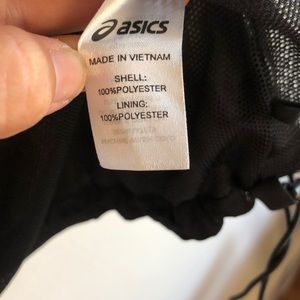 asics
MADE IN VIETNAM
SHELL:
100%POLYESTER
LINING:
100%POLYESTER